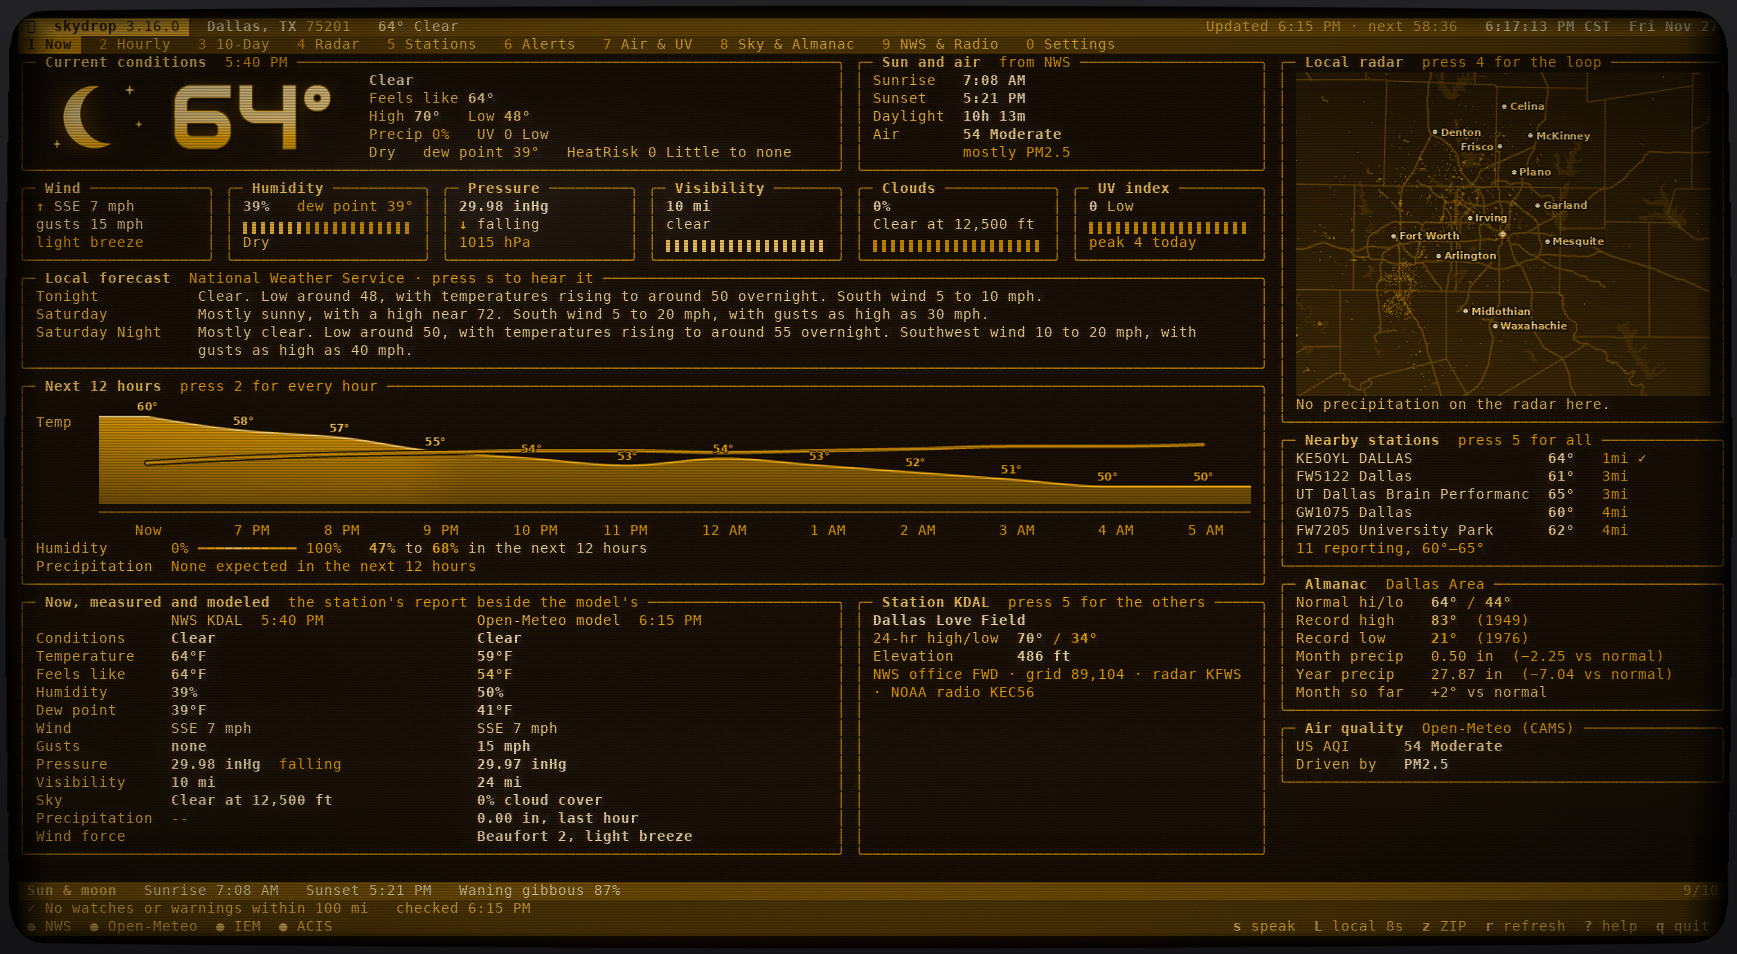 skydrop 3.16.0  Dallas, TX 75201  64° Clear  Updated 6:15 PM · next 58:36  6:17:13 PM CST  Fri Nov 27
1 Now  2 Hourly  3 10-Day  4 Radar  5 Stations  6 Alerts  7 Air & UV  8 Sky & Almanac  9 NWS & Radio  0 Settings
Current conditions  5:40 PM
64°
Clear
Feels like 64°
High 70°  Low 48°
Precip 0%  UV 0 Low
Dry  dew point 39°  HeatRisk 0 Little to none
Sun and air  from NWS
Sunrise  7:08 AM
Sunset  5:21 PM
Daylight  10h 13m
Air  54 Moderate
mostly PM2.5
Local radar  press 4 for the loop
Celina
Denton
McKinney
Frisco
Plano
Garland
Irving
Fort Worth
Mesquite
Arlington
Midlothian
Waxahachie
No precipitation on the radar here.
Wind
↑ SSE 7 mph
gusts 15 mph
light breeze
Humidity
39%  dew point 39°
Dry
Pressure
29.98 inHg
↓ falling
1015 hPa
Visibility
10 mi
clear
Clouds
0%
Clear at 12,500 ft
UV index
0 Low
peak 4 today
Local forecast  National Weather Service · press s to hear it
Tonight  Clear. Low around 48, with temperatures rising to around 50 overnight. South wind 5 to 10 mph.
Saturday  Mostly sunny, with a high near 72. South wind 5 to 20 mph, with gusts as high as 30 mph.
Saturday Night  Mostly clear. Low around 50, with temperatures rising to around 55 overnight. Southwest wind 10 to 20 mph, with
gusts as high as 40 mph.
Next 12 hours  press 2 for every hour
Temp
60° 58° 57° 55° 54° 53° 54° 53° 52° 51° 50° 50°
Now  7 PM  8 PM  9 PM  10 PM  11 PM  12 AM  1 AM  2 AM  3 AM  4 AM  5 AM
Humidity  0%  100%  47% to 68% in the next 12 hours
Precipitation  None expected in the next 12 hours
Nearby stations  press 5 for all
KE5OYL DALLAS  64°  1mi ✓
FW5122 Dallas  61°  3mi
UT Dallas Brain Performanc  65°  3mi
GW1075 Dallas  60°  4mi
FW7205 University Park  62°  4mi
11 reporting, 60°–65°
Now, measured and modeled  the station's report beside the model's
NWS KDAL  5:40 PM  Open-Meteo model  6:15 PM
Conditions  Clear  Clear
Temperature  64°F  59°F
Feels like  64°F  54°F
Humidity  39%  50%
Dew point  39°F  41°F
Wind  SSE 7 mph  SSE 7 mph
Gusts  none  15 mph
Pressure  29.98 inHg  falling  29.97 inHg
Visibility  10 mi  24 mi
Sky  Clear at 12,500 ft  0% cloud cover
Precipitation  --  0.00 in, last hour
Wind force  Beaufort 2, light breeze
Station KDAL  press 5 for the others
Dallas Love Field
24-hr high/low  70° / 34°
Elevation  486 ft
NWS office FWD · grid 89,104 · radar KFWS
· NOAA radio KEC56
Almanac  Dallas Area
Normal hi/lo  64° / 44°
Record high  83°  (1949)
Record low  21°  (1976)
Month precip  0.50 in  (−2.25 vs normal)
Year precip  27.87 in  (−7.04 vs normal)
Month so far  +2° vs normal
Air quality  Open-Meteo (CAMS)
US AQI  54 Moderate
Driven by  PM2.5
Sun & moon  Sunrise 7:08 AM  Sunset 5:21 PM  Waning gibbous 87%  9/10
✓ No watches or warnings within 100 mi  checked 6:15 PM
● NWS  ● Open-Meteo  ● IEM  ● ACIS  s speak  L local 8s  z ZIP  r refresh  ? help  q quit